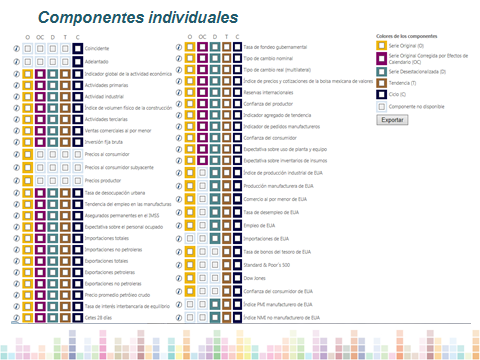 Componentes individuales
O OC D T C
Coincidente
Adelantado
Indicador global de la actividad económica
Actividades primarias
Actividad industrial
Índice de volumen físico de la construcción
Actividades terciarias
Ventas comerciales al por menor
Inversión fija bruta
Precios al consumidor
Precios al consumidor subyacente
Precios productor
Tasa de desocupación urbana
Tendencia del empleo en las manufacturas
Asegurados permanentes en el IMSS
Expectativa sobre el personal ocupado
Importaciones totales
Importaciones no petroleras
Exportaciones totales
Exportaciones petroleras
Exportaciones no petroleras
Precio promedio petróleo crudo
Tasa de interés interbancaria de equilibrio
Cetes 28 días
O OC D T C
Tasa de fondeo gubernamental
Tipo de cambio nominal
Tipo de cambio real (multilateral)
Índice de precios y cotizaciones de la bolsa mexicana de valores
Reservas internacionales
Confianza del productor
Indicador agregado de tendencia
Indicador de pedidos manufactureros
Confianza del consumidor
Expectativa sobre uso de planta y equipo
Expectativa sobre inventarios de insumos
Índice de producción industrial de EUA
Producción manufacturera de EUA
Comercio al por menor de EUA
Tasa de desempleo de EUA
Empleo de EUA
Importaciones de EUA
Tasa de bonos del tesoro de EUA
Standard & Poor's 500
Dow Jones
Confianza del consumidor de EUA
Índice PMI manufacturero de EUA
Índice NMI no-manufacturero de EUA
Colores de los componentes
Serie Original (O)
Serie Original Corregida por Efectos de
Calendario (OC)
Serie Desestacionalizada (D)
Tendencia (T)
Ciclo (C)
Componente no disponible
Exportar